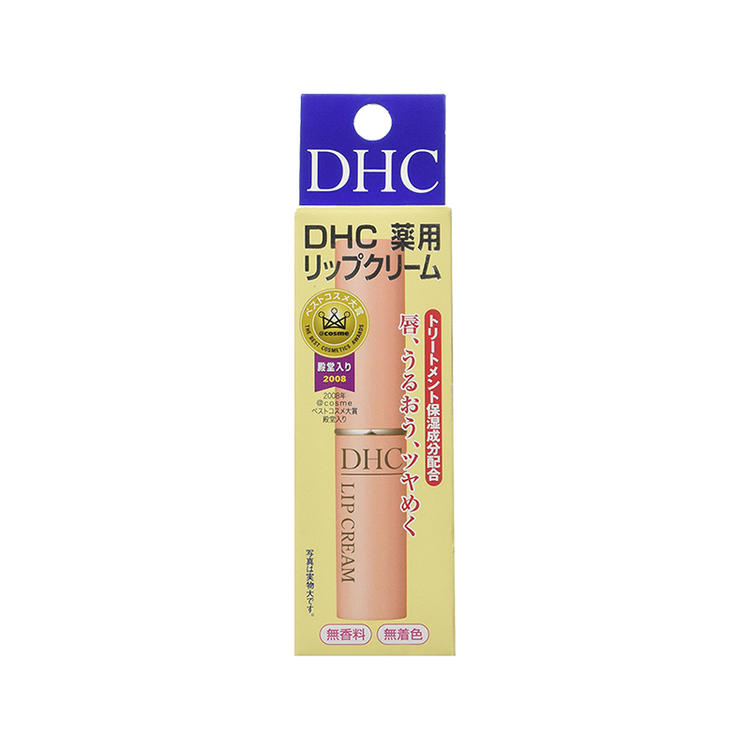 DHC
DHC 薬用
リップクリーム
ベストコスメ大賞
@cosme
THE BEST COSMETICS AWARDS
殿堂入り
2008
2008年
@cosme
ベストコスメ大賞
殿堂入り
トリートメント保湿成分配合
唇、うるおう、ツヤめく
DHC
LIP CREAM
写真は実物大です。
無香料
無着色